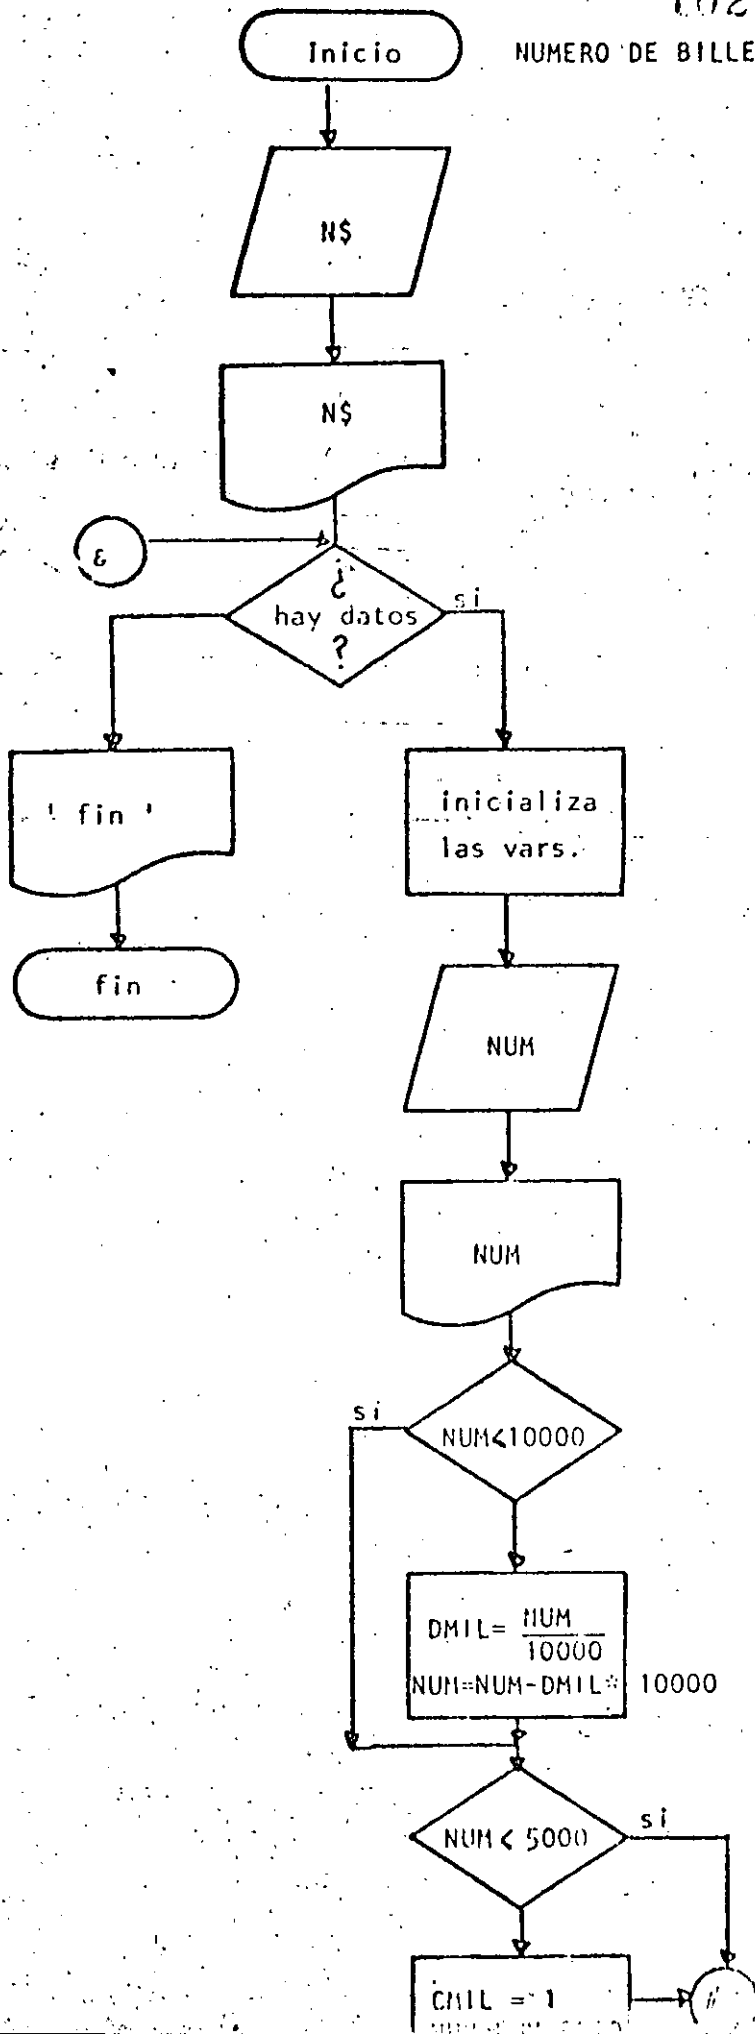 Inicio
NUMERO DE BILLE
N$
N$
&
¿
hay datos
?
si
' fin '
inicializa
las vars.
fin
NUM
NUM
si
NUM<10000
DMIL= NUM
10000
NUM=NUM-DMIL* 10000
NUM < 5000
si
CMIL = 1
#